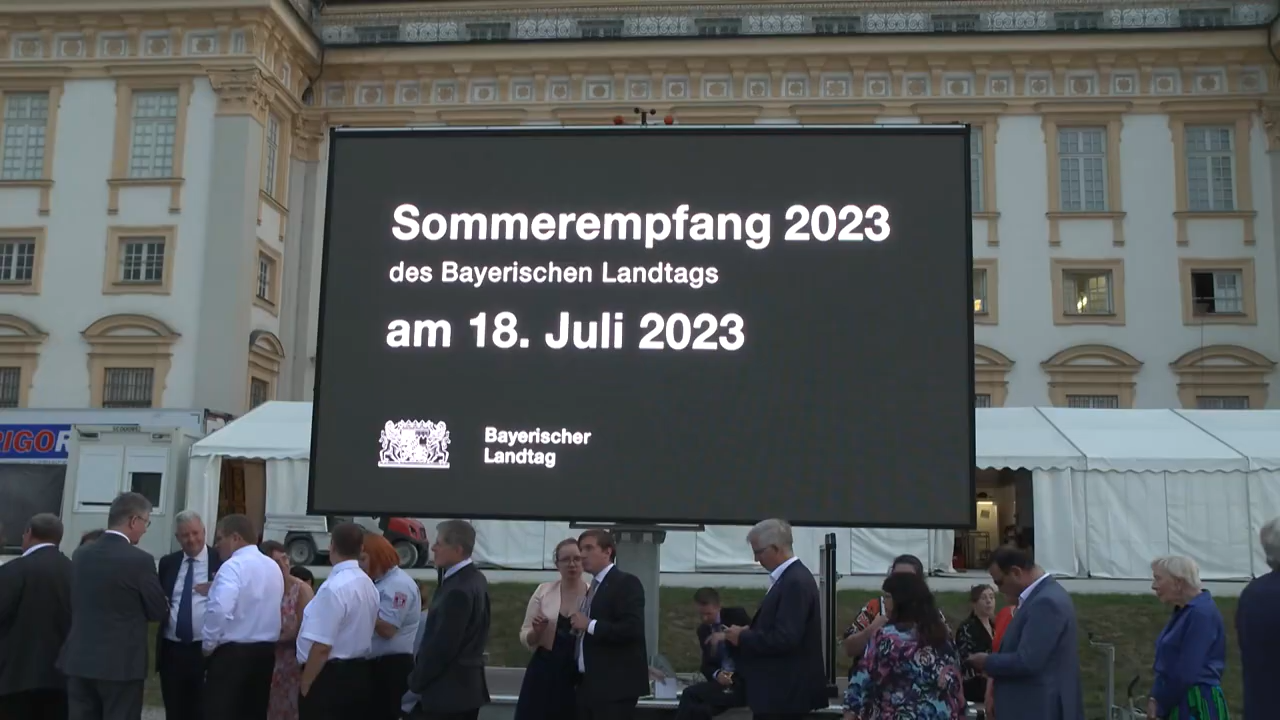 Sommerempfang 2023
des Bayerischen Landtags
am 18. Juli 2023
Bayerischer
Landtag